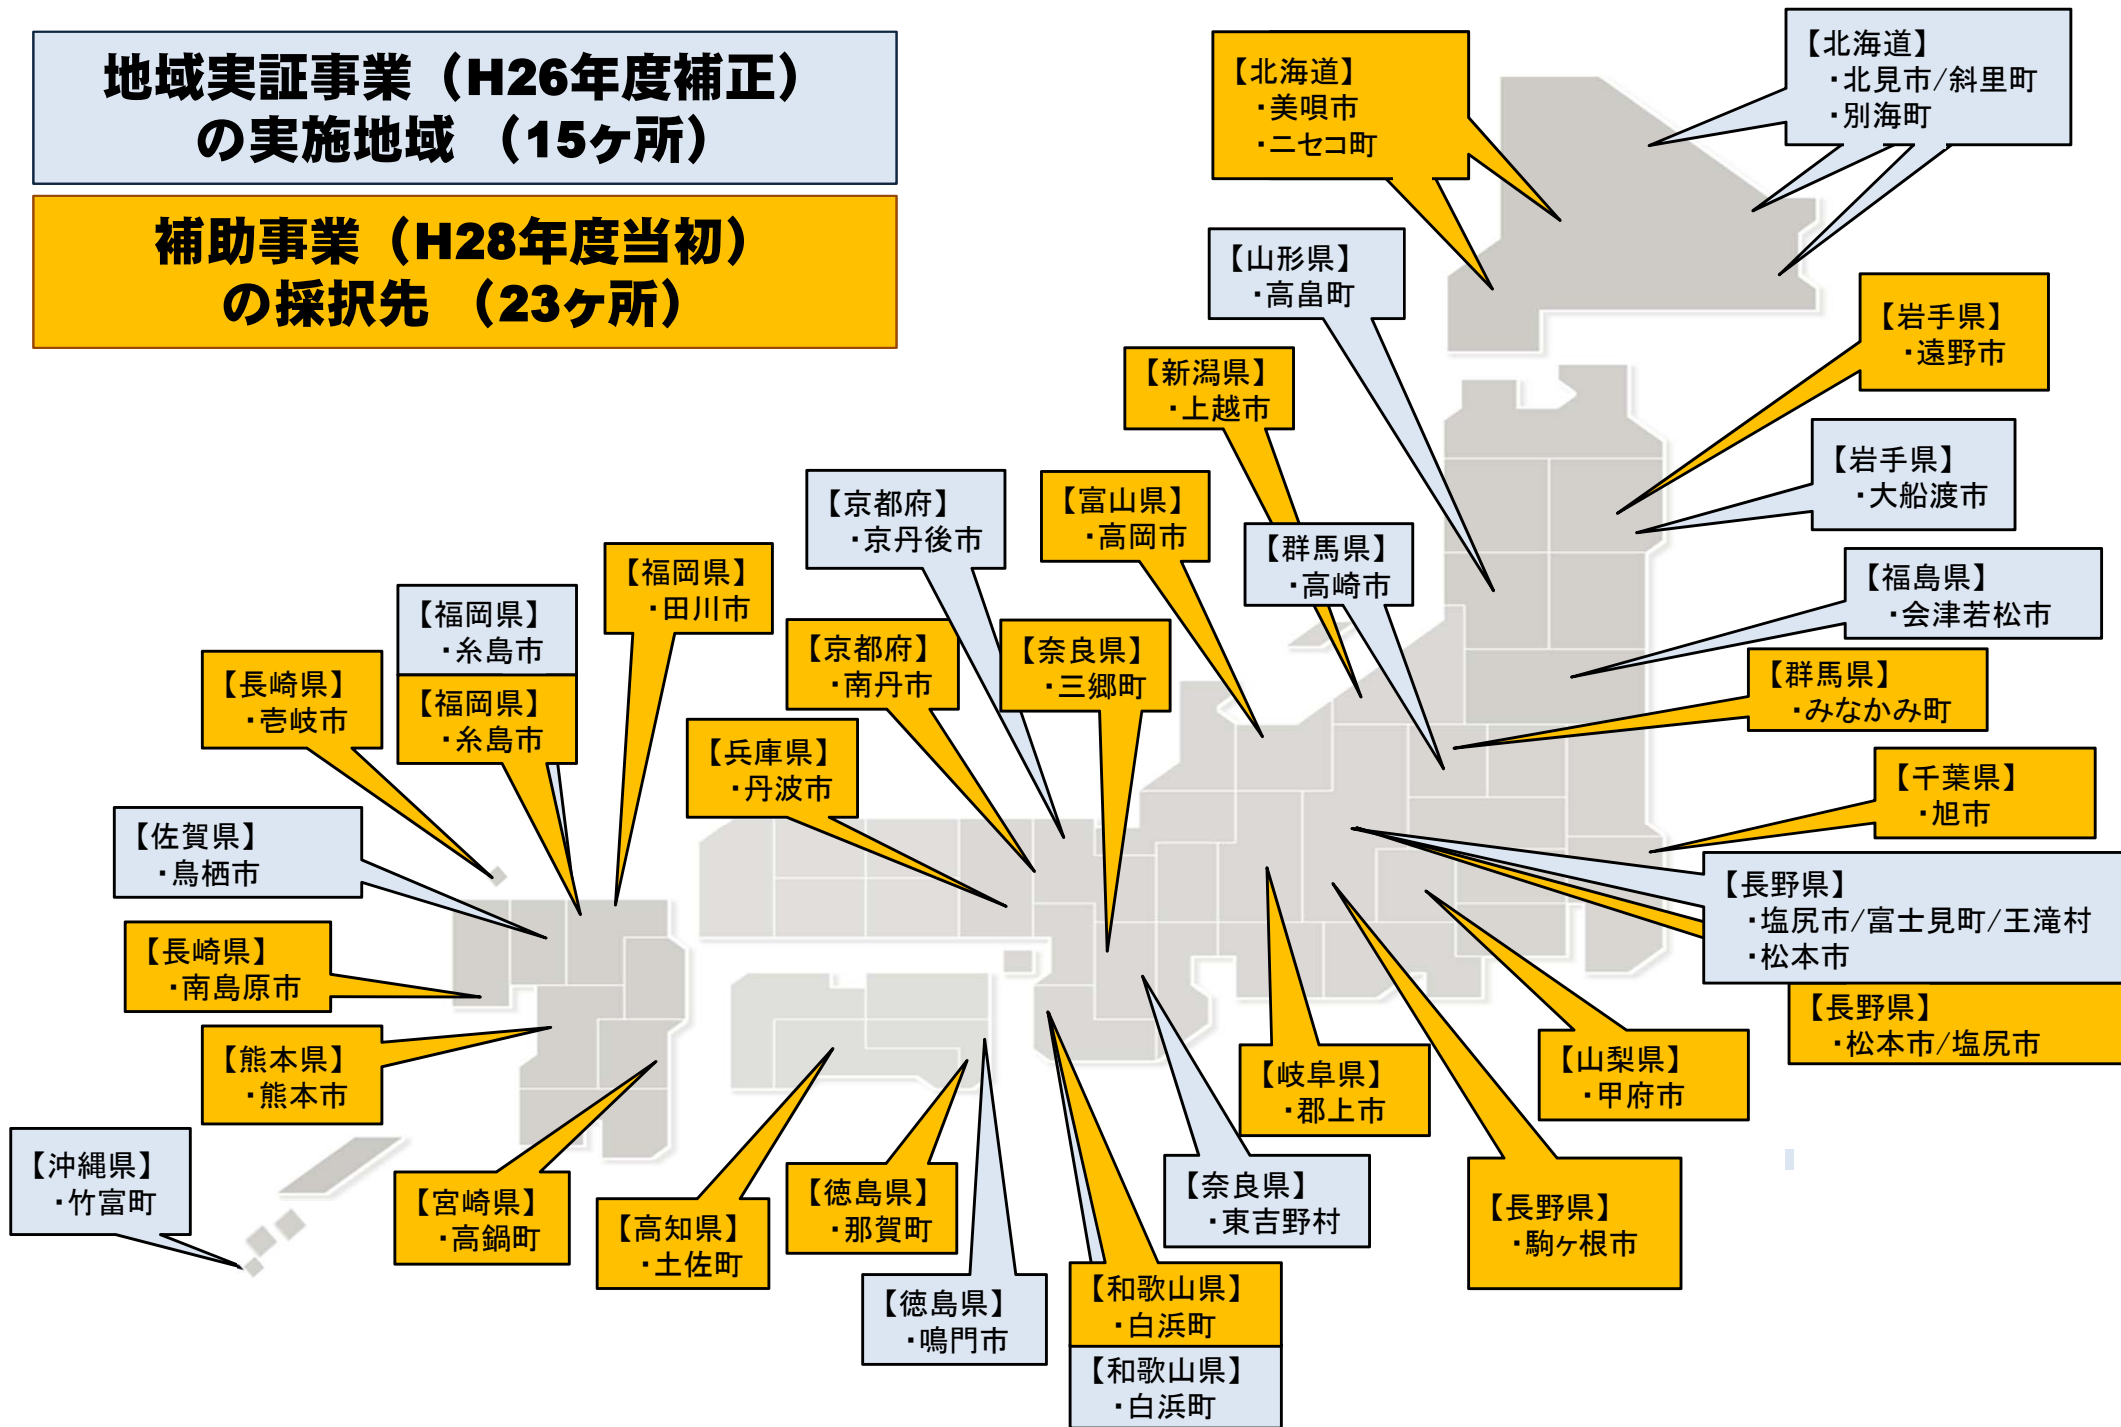 地域実証事業（H26年度補正）
の実施地域 （15ヶ所）
補助事業（H28年度当初）
の採択先 （23ヶ所）
【北海道】
・美唄市
・ニセコ町
【北海道】
・北見市/斜里町
・別海町
【山形県】
・高畠町
【岩手県】
・遠野市
【新潟県】
・上越市
【岩手県】
・大船渡市
【京都府】
・京丹後市
【富山県】
・高岡市
【群馬県】
・高崎市
【福島県】
・会津若松市
【福岡県】
・田川市
【福岡県】
・糸島市
【京都府】
・南丹市
【奈良県】
・三郷町
【群馬県】
・みなかみ町
【長崎県】
・壱岐市
【福岡県】
・糸島市
【兵庫県】
・丹波市
【千葉県】
・旭市
【佐賀県】
・鳥栖市
【長野県】
・塩尻市/富士見町/王滝村
・松本市
【長崎県】
・南島原市
【長野県】
・松本市/塩尻市
【熊本県】
・熊本市
【岐阜県】
・郡上市
【山梨県】
・甲府市
【沖縄県】
・竹富町
【宮崎県】
・高鍋町
【高知県】
・土佐町
【徳島県】
・那賀町
【奈良県】
・東吉野村
【長野県】
・駒ヶ根市
【徳島県】
・鳴門市
【和歌山県】
・白浜町
【和歌山県】
・白浜町